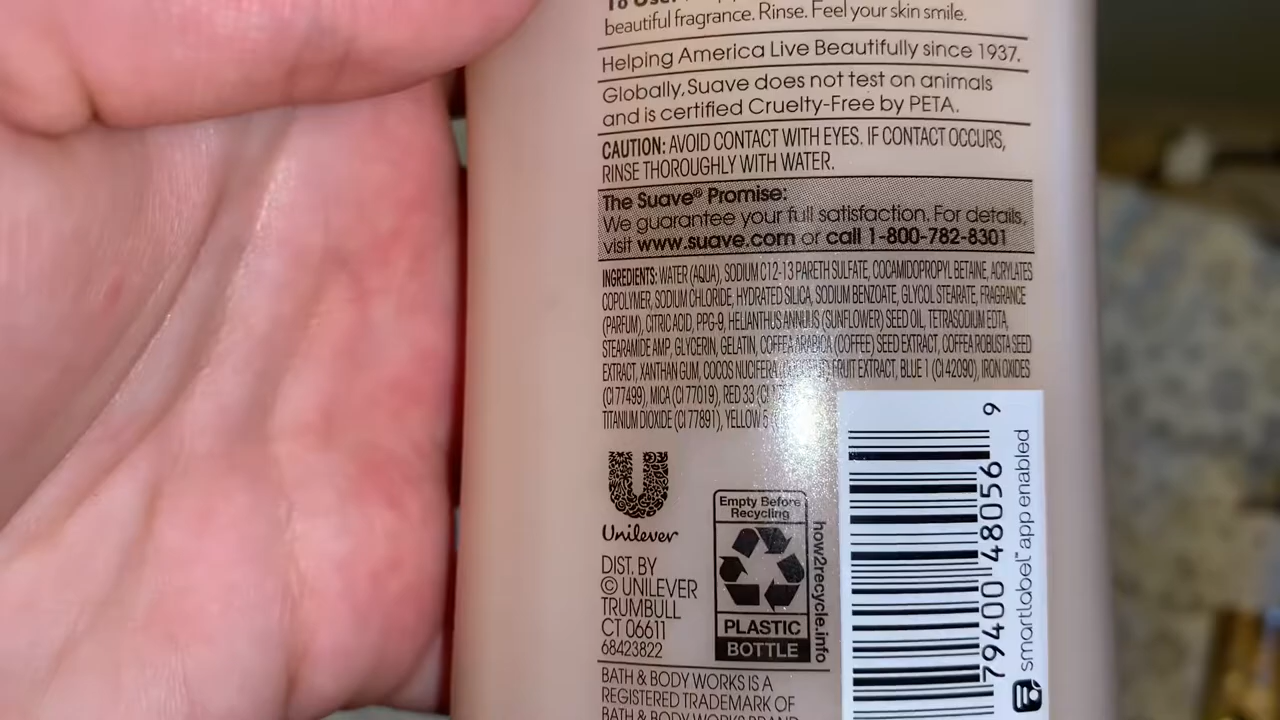 To Use:
beautiful fragrance. Rinse. Feel your skin smile.
Helping America Live Beautifully since 1937.
Globally, Suave does not test on animals
and is certified Cruelty-Free by PETA.
CAUTION: AVOID CONTACT WITH EYES. IF CONTACT OCCURS,
RINSE THOROUGHLY WITH WATER.
The Suave® Promise:
We guarantee your full satisfaction. For details,
visit www.suave.com or call 1-800-782-8301
INGREDIENTS: WATER (AQUA), SODIUM C12-13 PARETH SULFATE, COCAMIDOPROPYL BETAINE, ACRYLATES
COPOLYMER, SODIUM CHLORIDE, HYDRATED SILICA, SODIUM BENZOATE, GLYCOL STEARATE, FRAGRANCE
(PARFUM), CITRIC ACID, PPG-9, HELIANTHUS ANNUUS (SUNFLOWER) SEED OIL, TETRASODIUM EDTA,
STEARAMIDE AMP, GLYCERIN, GELATIN, COFFEA ARABICA (COFFEE) SEED EXTRACT, COFFEA ROBUSTA SEED
EXTRACT, XANTHAN GUM, COCOS NUCIFERA FRUIT EXTRACT, BLUE 1 (CI 42090), IRON OXIDES
(CI 77499), MICA (CI 77019), RED 33
TITANIUM DIOXIDE (CI 77891), YELLOW 5
Unilever
DIST. BY
© UNILEVER
TRUMBULL
CT 06611
68423822
Empty Before
Recycling
PLASTIC
BOTTLE
how2recycle.info
79400 48056 9
smartlabel™ app enabled
BATH & BODY WORKS IS A
REGISTERED TRADEMARK OF
BATH & BODY WORKS BRAND